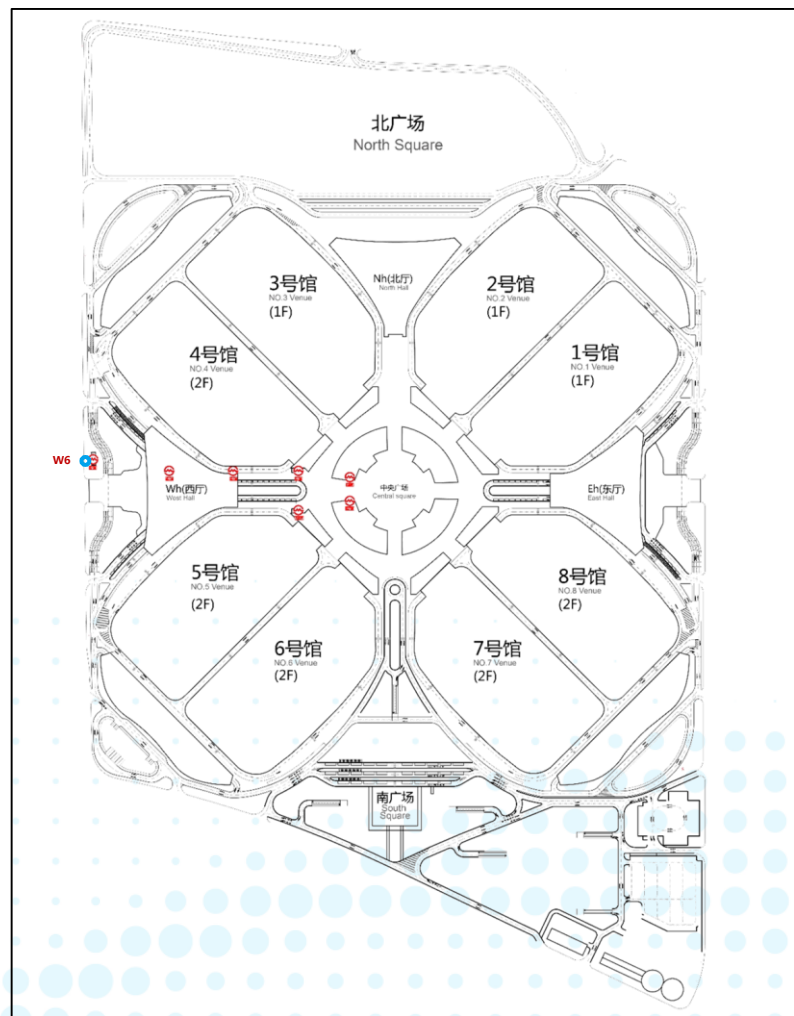 北广场
North Square
3号馆
NO.3 Venue
(1F)
Nh(北厅)
North Hall
2号馆
NO.2 Venue
(1F)
4号馆
NO.4 Venue
(2F)
1号馆
NO.1 Venue
(1F)
W6
Wh(西厅)
West Hall
中央广场
Central square
Eh(东厅)
East Hall
5号馆
NO.5 Venue
(2F)
8号馆
NO.8 Venue
(2F)
6号馆
NO.6 Venue
(2F)
7号馆
NO.7 Venue
(2F)
南广场
South
Square